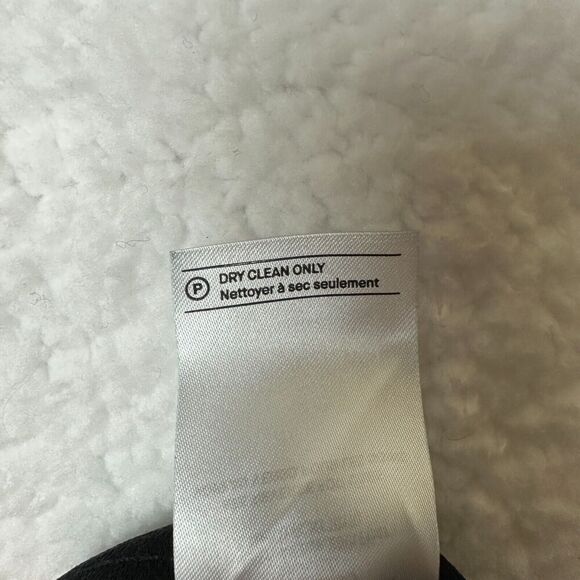 P DRY CLEAN ONLY
Nettoyer à sec seulement